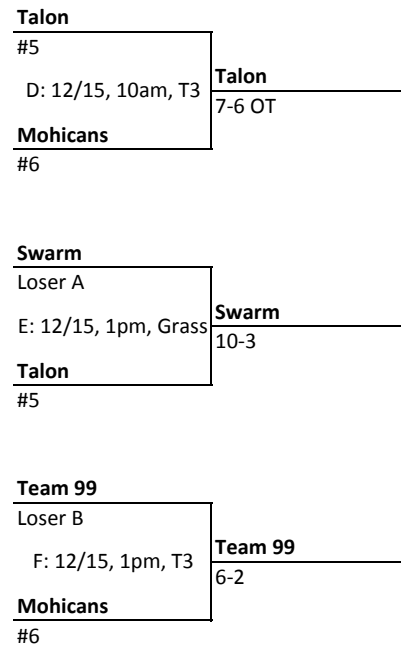 Talon
#5
D: 12/15, 10am, T3
Talon
7-6 OT
Mohicans
#6
Swarm
Loser A
E: 12/15, 1pm, Grass
Swarm
10-3
Talon
#5
Team 99
Loser B
F: 12/15, 1pm, T3
Team 99
6-2
Mohicans
#6